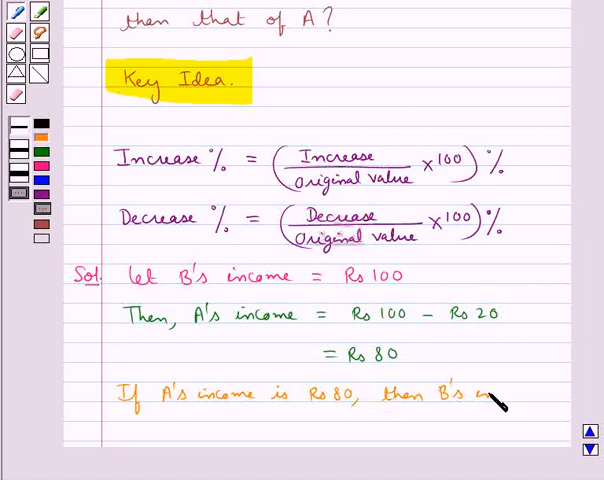 then that of A?
Key Idea.
Increase % = (Increase / Original value × 100) %
Decrease % = (Decrease / Original value × 100) %
Sol. Let B's income = Rs 100
Then, A's income = Rs 100 - Rs 20
= Rs 80
If A's income is Rs 80, then B's